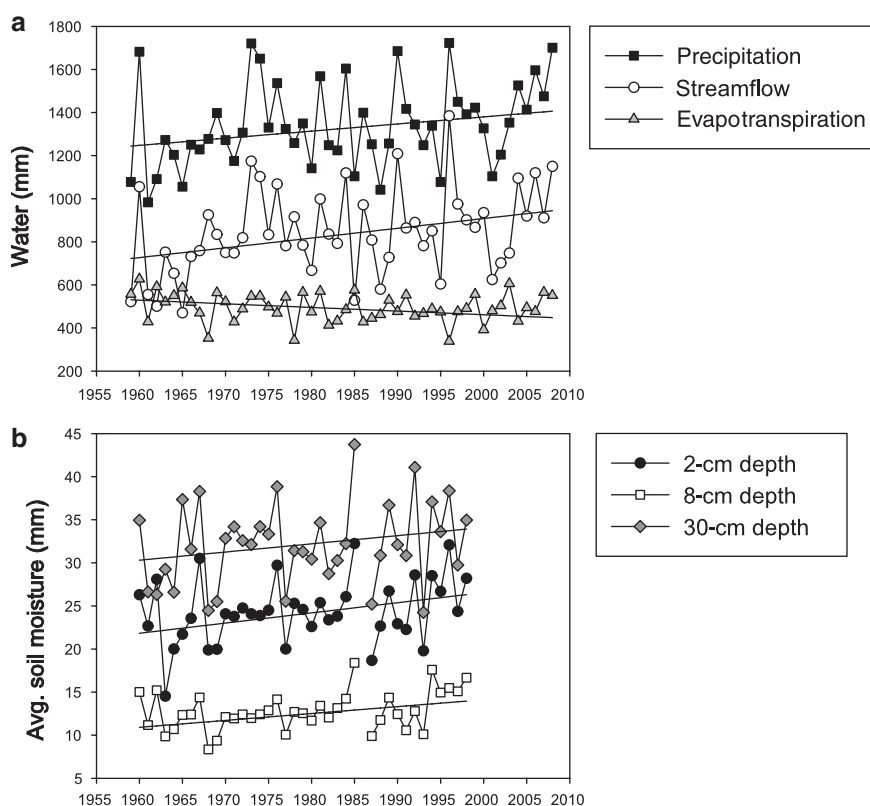 a
1800
1600
1400
1200
1000
800
600
400
200
Water (mm)
1955 1960 1965 1970 1975 1980 1985 1990 1995 2000 2005 2010
Precipitation
Streamflow
Evapotranspiration
b
45
40
35
30
25
20
15
10
5
Avg. soil moisture (mm)
1955 1960 1965 1970 1975 1980 1985 1990 1995 2000 2005 2010
2-cm depth
8-cm depth
30-cm depth